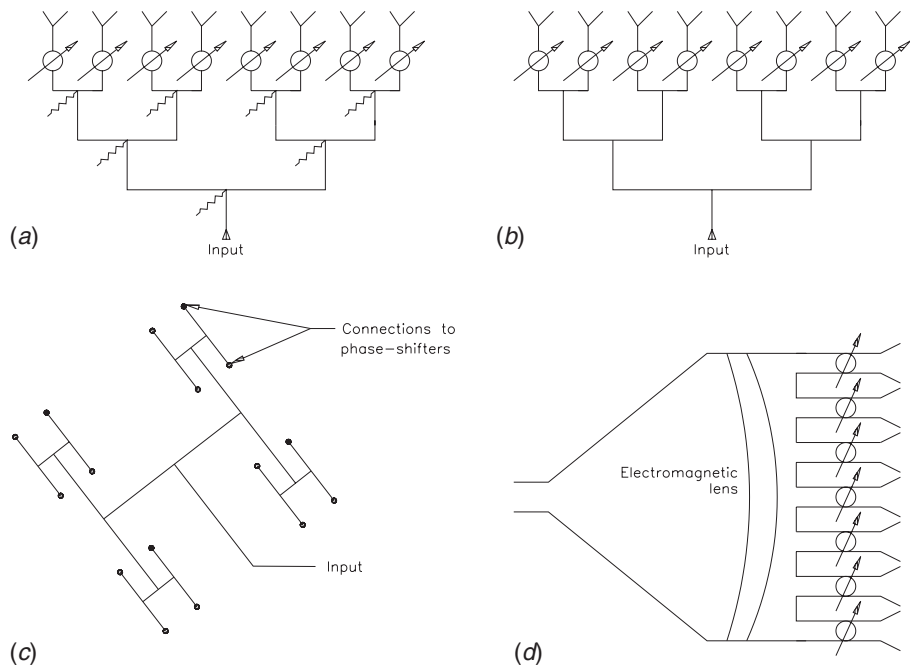 (a)
Input
(b)
Input
Connections to
phase-shifters
Input
(c)
Electromagnetic
lens
(d)